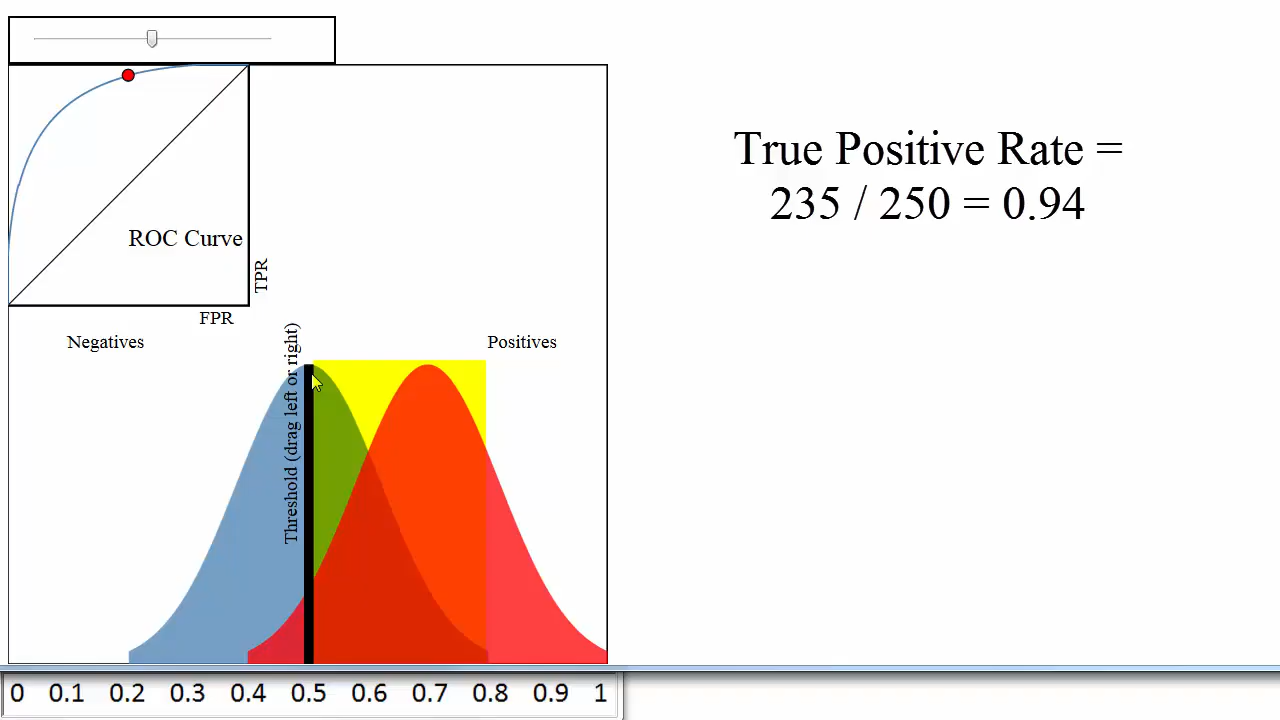 True Positive Rate =
235 / 250 = 0.94
ROC Curve
TPR
FPR
Negatives
Positives
Threshold (drag left or right)
0 0.1 0.2 0.3 0.4 0.5 0.6 0.7 0.8 0.9 1